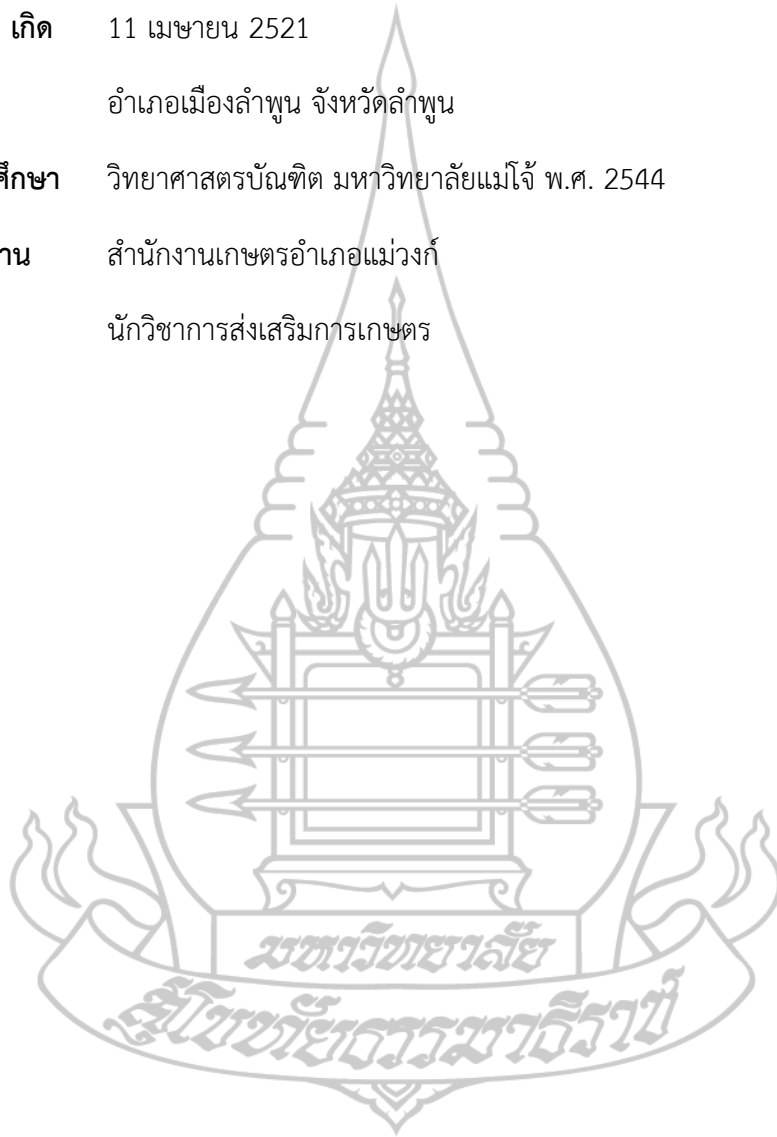 เกิด 11 เมษายน 2521
อำเภอเมืองลำพูน จังหวัดลำพูน
ศึกษา วิทยาศาสตรบัณฑิต มหาวิทยาลัยแม่โจ้ พ.ศ. 2544
าน สำนักงานเกษตรอำเภอแม่วงก์
นักวิชาการส่งเสริมการเกษตร
มหาวิทยาลัย
สุโขทัยธรรมาธิราช